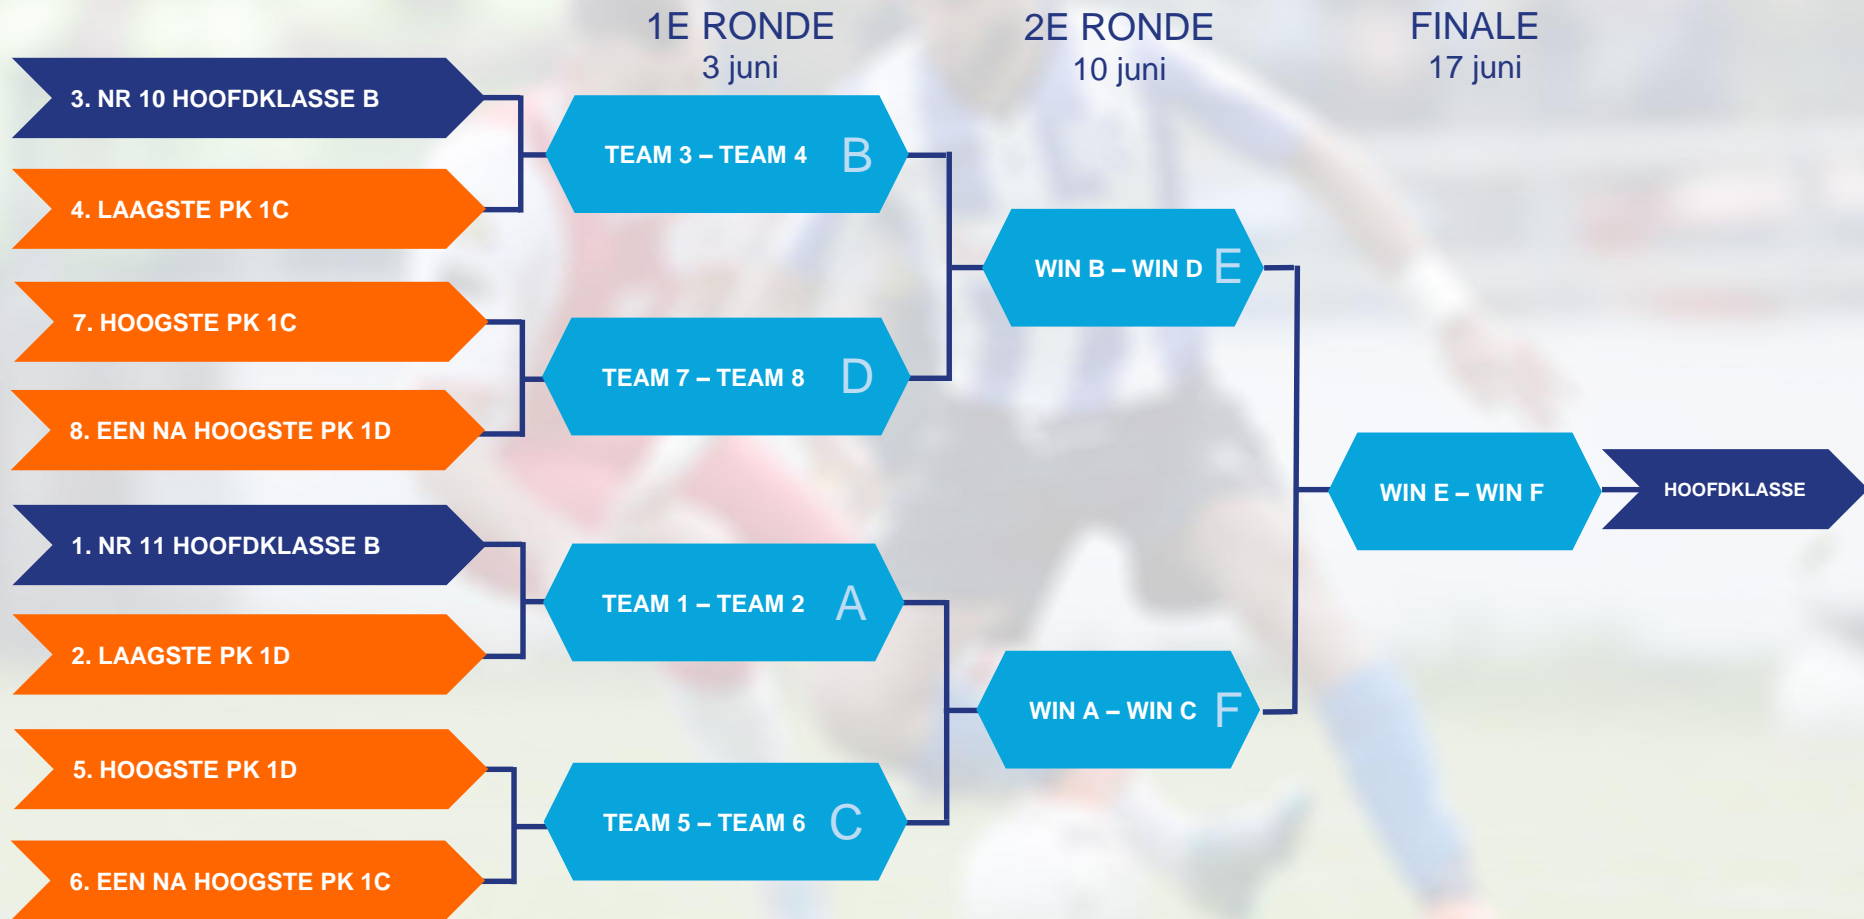 1E RONDE
3 juni
2E RONDE
10 juni
FINALE
17 juni
3. NR 10 HOOFDKLASSE B
4. LAAGSTE PK 1C
7. HOOGSTE PK 1C
8. EEN NA HOOGSTE PK 1D
1. NR 11 HOOFDKLASSE B
2. LAAGSTE PK 1D
5. HOOGSTE PK 1D
6. EEN NA HOOGSTE PK 1C
TEAM 3 – TEAM 4 B
TEAM 7 – TEAM 8 D
TEAM 1 – TEAM 2 A
TEAM 5 – TEAM 6 C
WIN B – WIN D E
WIN A – WIN C F
WIN E – WIN F
HOOFDKLASSE